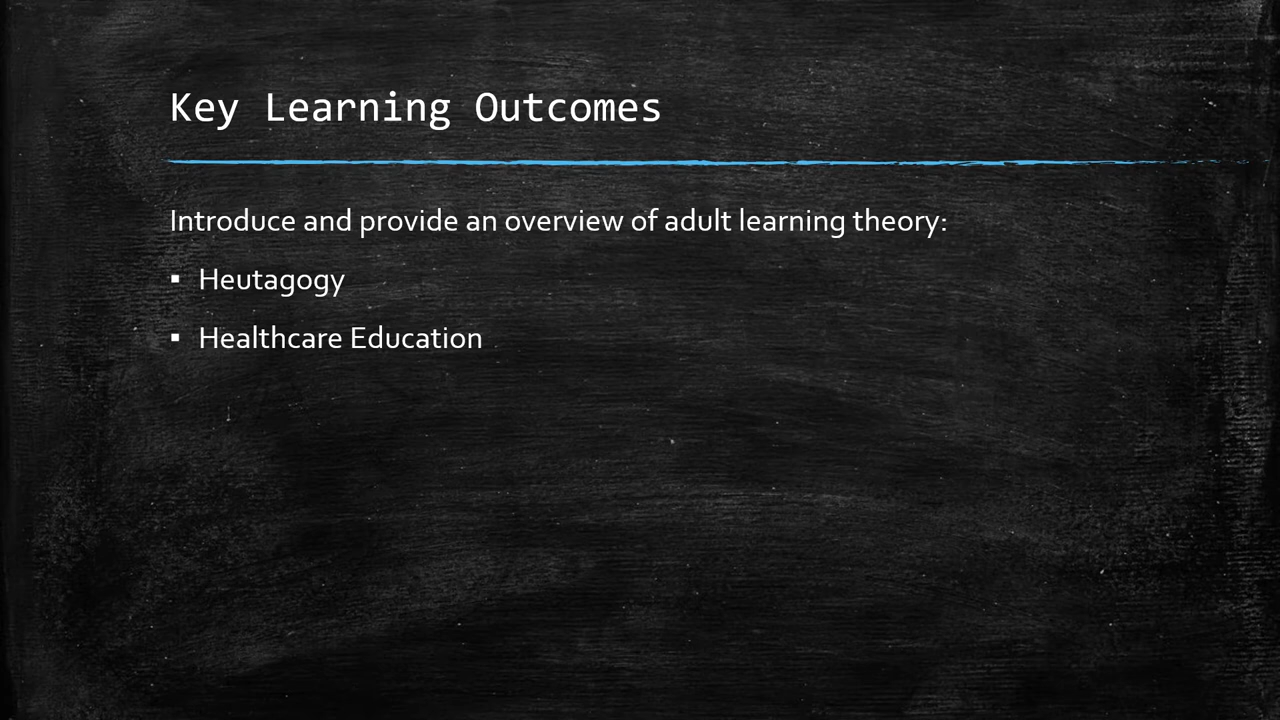 Key Learning Outcomes
Introduce and provide an overview of adult learning theory:
▪ Heutagogy
▪ Healthcare Education